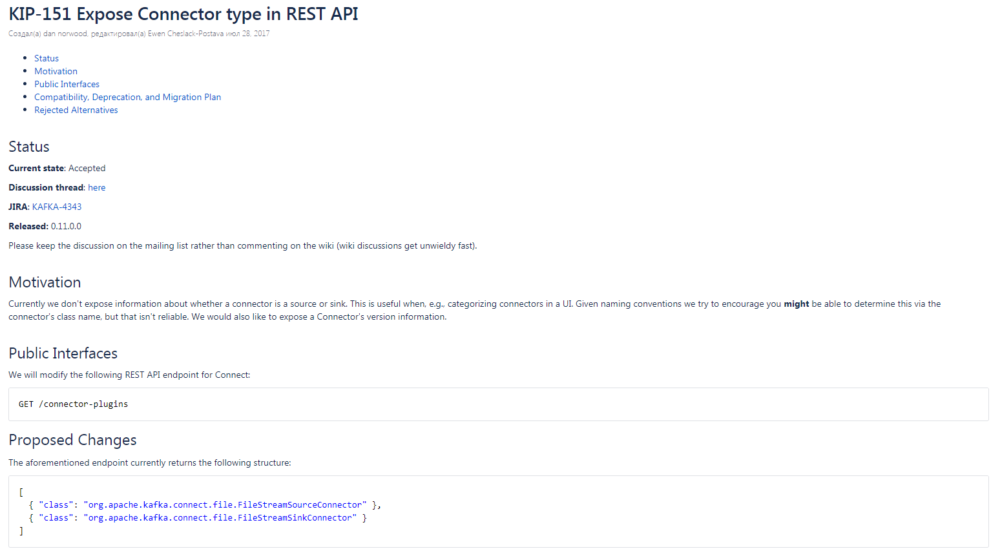 KIP-151 Expose Connector type in REST API
Создал(а) dan norwood, редактировал(а) Ewen Cheslack-Postava июл 28, 2017
• Status
• Motivation
• Public Interfaces
• Compatibility, Deprecation, and Migration Plan
• Rejected Alternatives
Status
Current state: Accepted
Discussion thread: here
JIRA: KAFKA-4343
Released: 0.11.0.0
Please keep the discussion on the mailing list rather than commenting on the wiki (wiki discussions get unwieldy fast).
Motivation
Currently we don't expose information about whether a connector is a source or sink. This is useful when, e.g., categorizing connectors in a UI. Given naming conventions we try to encourage you might be able to determine this via the
connector's class name, but that isn't reliable. We would also like to expose a Connector's version information.
Public Interfaces
We will modify the following REST API endpoint for Connect:
GET /connector-plugins
Proposed Changes
The aforementioned endpoint currently returns the following structure:
[
  { "class": "org.apache.kafka.connect.file.FileStreamSourceConnector" },
  { "class": "org.apache.kafka.connect.file.FileStreamSinkConnector" }
]